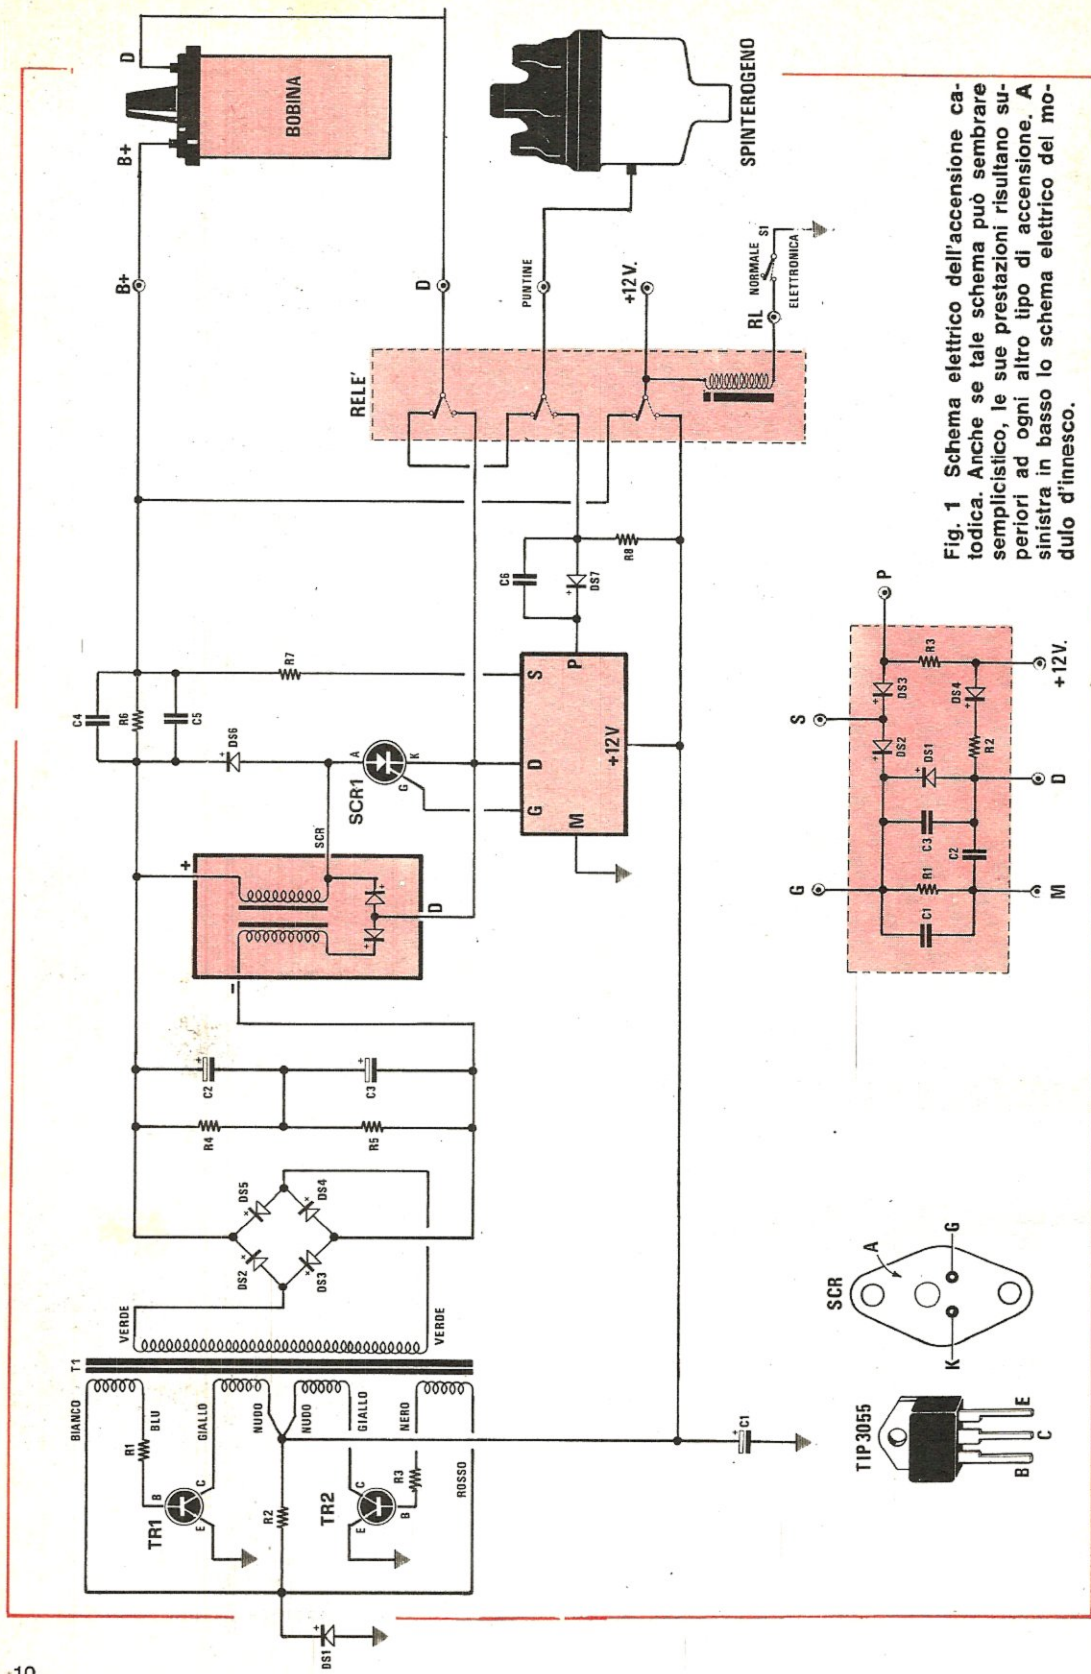 BOBINA
D
B+
B+
D
SPINTEROGENO
PUNTINE
+12V.
RL
NORMALE
S1
ELETTRONICA
RELE'
C4
R6
C5
R7
DS6
A
K
G
SCR1
SCR
+
−
D
S
P
D
G
M
+12V
C6
DS7
R8
C2
C3
R4
R5
DS5
DS4
DS2
DS3
VERDE
VERDE
T1
BIANCO
BLU
GIALLO
NUDO
NUDO
GIALLO
NERO
ROSSO
R1
B
C
E
TR1
R2
TR2
E
C
B
R3
DS1
C1
TIP3055
B
C
E
SCR
A
K
G
G
S
P
M
D
+12V.
C1
R1
C2
C3
DS1
DS2
DS3
R2
DS4
R3
Fig. 1 Schema elettrico dell'accensione ca-
todica. Anche se tale schema può sembrare
semplicistico, le sue prestazioni risultano su-
periori ad ogni altro tipo di accensione. A
sinistra in basso lo schema elettrico del mo-
dulo d'innesco.